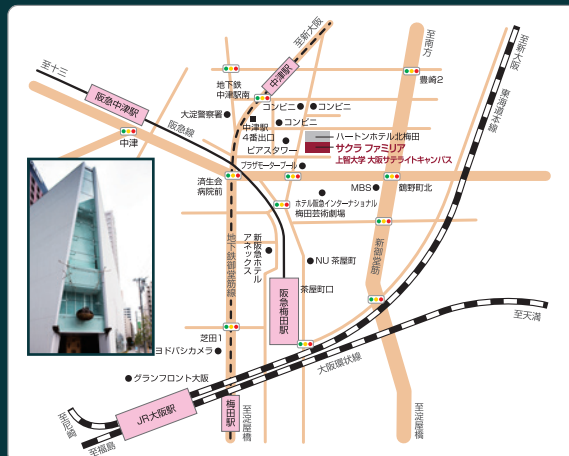 至新大阪
至南方
至新大阪
至十三
中津駅
地下鉄
中津駅南
豊崎2
阪急中津駅
コンビニ
コンビニ
大淀警察署
コンビニ
東海道本線
中津駅
4番出口
阪急線
ハートンホテル北梅田
中津
ピアスタワー
サクラ ファミリア
上智大学 大阪サテライトキャンパス
プラザモータープール
済生会
病院前
MBS
鶴野町北
ホテル阪急インターナショナル
梅田芸術劇場
地下鉄御堂筋線
新阪急ホテル
アネックス
新御堂筋
NU 茶屋町
阪急梅田駅
茶屋町口
至天満
芝田1
ヨドバシカメラ
大阪環状線
グランフロント大阪
JR大阪駅
梅田駅
至淀屋橋
至淀屋橋
至尼崎
至福島